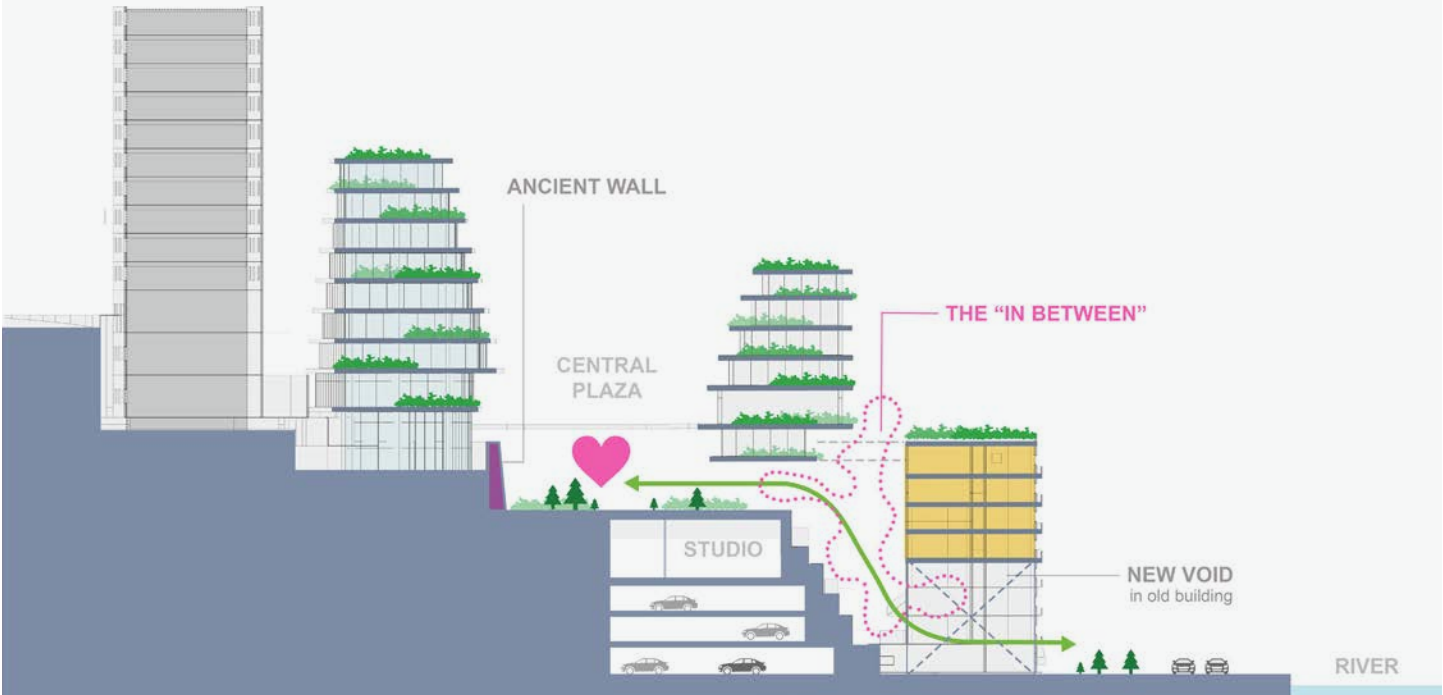 ANCIENT WALL
CENTRAL
PLAZA
THE “IN BETWEEN”
STUDIO
NEW VOID
in old building
RIVER